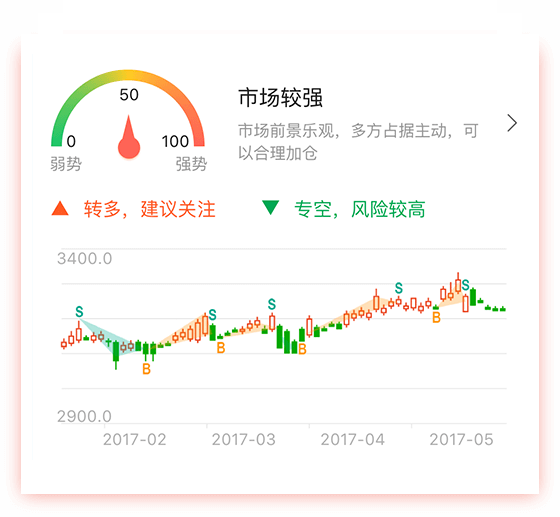 50
0
100
弱势
强势
市场较强
市场前景乐观，多方占据主动，可
以合理加仓
转多，建议关注
专空，风险较高
3400.0
S
S
S
S
S
B
B
B
B
2900.0
2017-02
2017-03
2017-04
2017-05